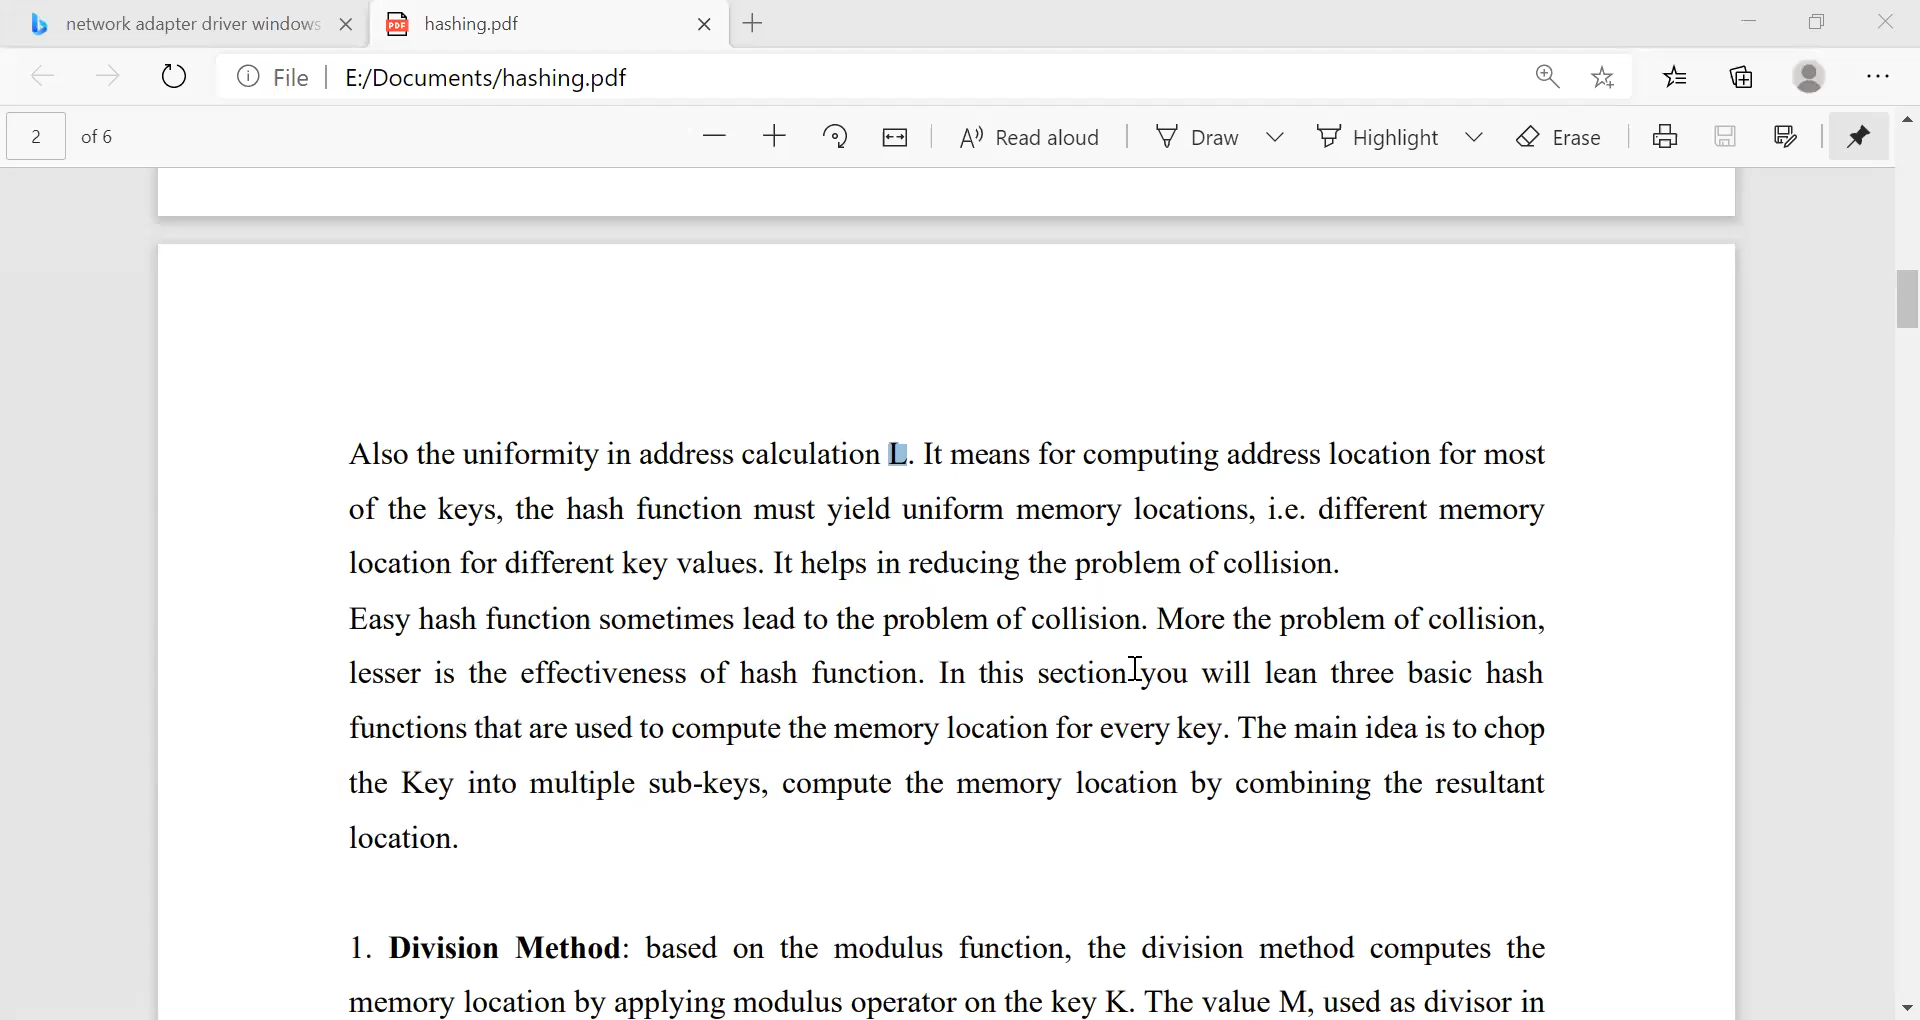 network adapter driver windows
hashing.pdf
File | E:/Documents/hashing.pdf
2 of 6
Read aloud
Draw
Highlight
Erase
Also the uniformity in address calculation L. It means for computing address location for most
of the keys, the hash function must yield uniform memory locations, i.e. different memory
location for different key values. It helps in reducing the problem of collision.
Easy hash function sometimes lead to the problem of collision. More the problem of collision,
lesser is the effectiveness of hash function. In this section you will lean three basic hash
functions that are used to compute the memory location for every key. The main idea is to chop
the Key into multiple sub-keys, compute the memory location by combining the resultant
location.
1. Division Method: based on the modulus function, the division method computes the
memory location by applying modulus operator on the key K. The value M, used as divisor in